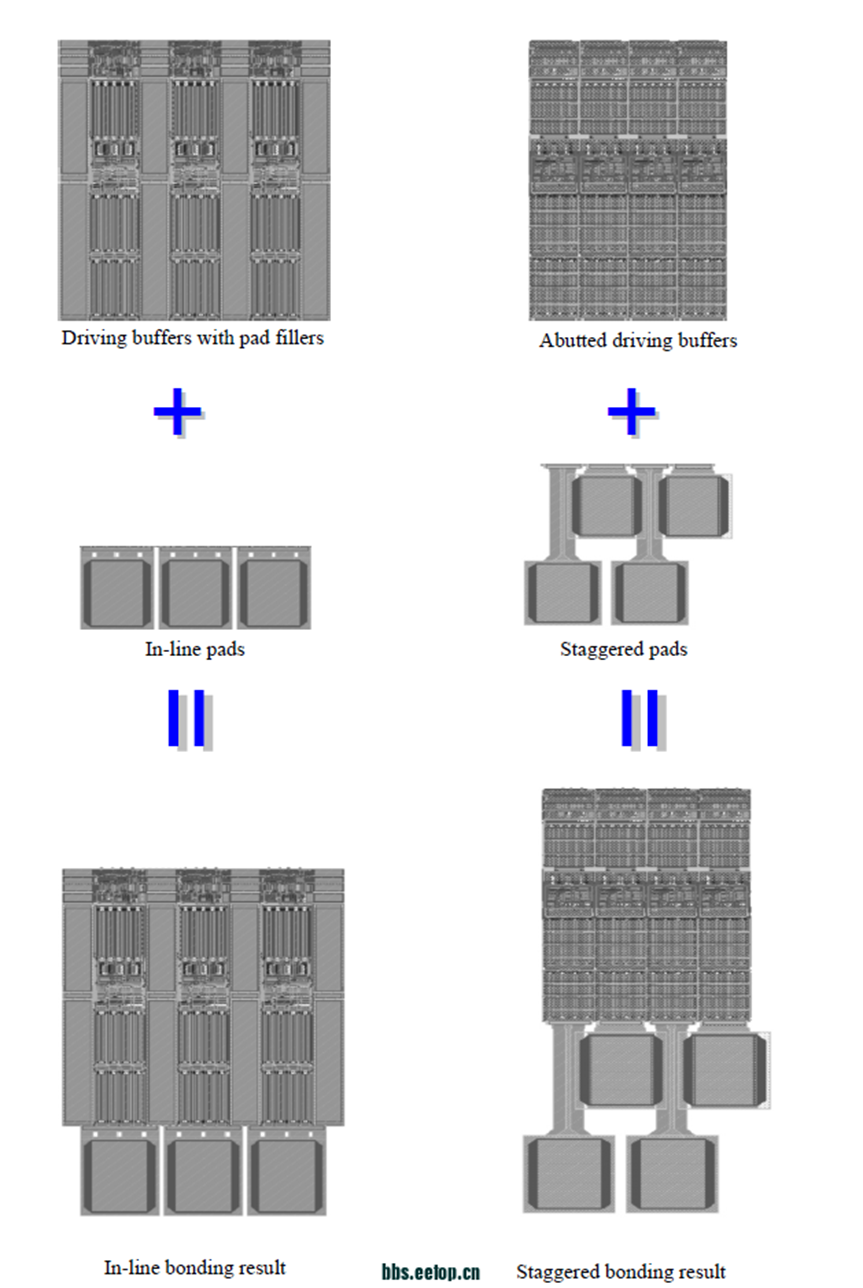 Driving buffers with pad fillers
Abutted driving buffers
In-line pads
Staggered pads
In-line bonding result
bbs.eetop.cn
Staggered bonding result